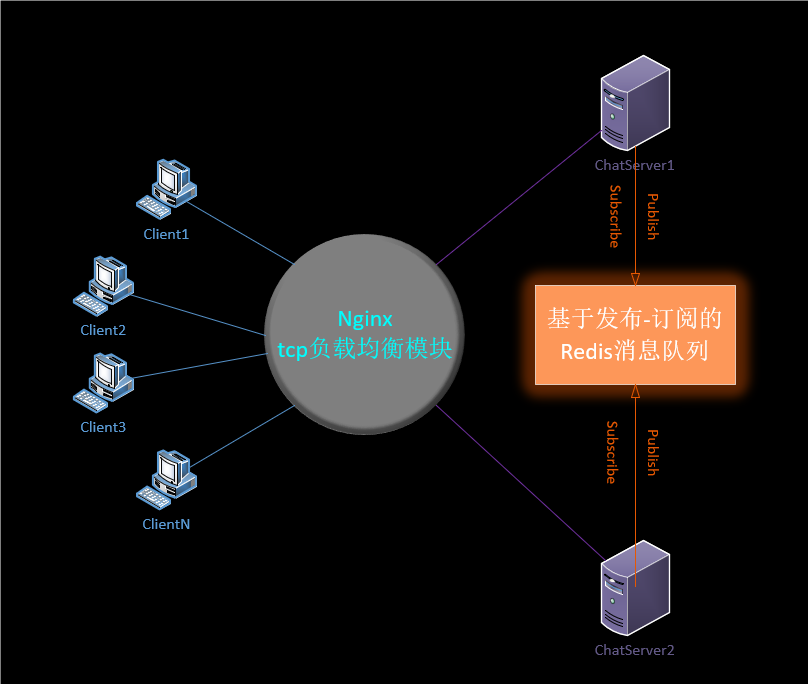 ChatServer1
Subscribe
Publish
Client1
Client2
Client3
ClientN
Nginx
tcp负载均衡模块
基于发布-订阅的
Redis消息队列
Subscribe
Publish
ChatServer2